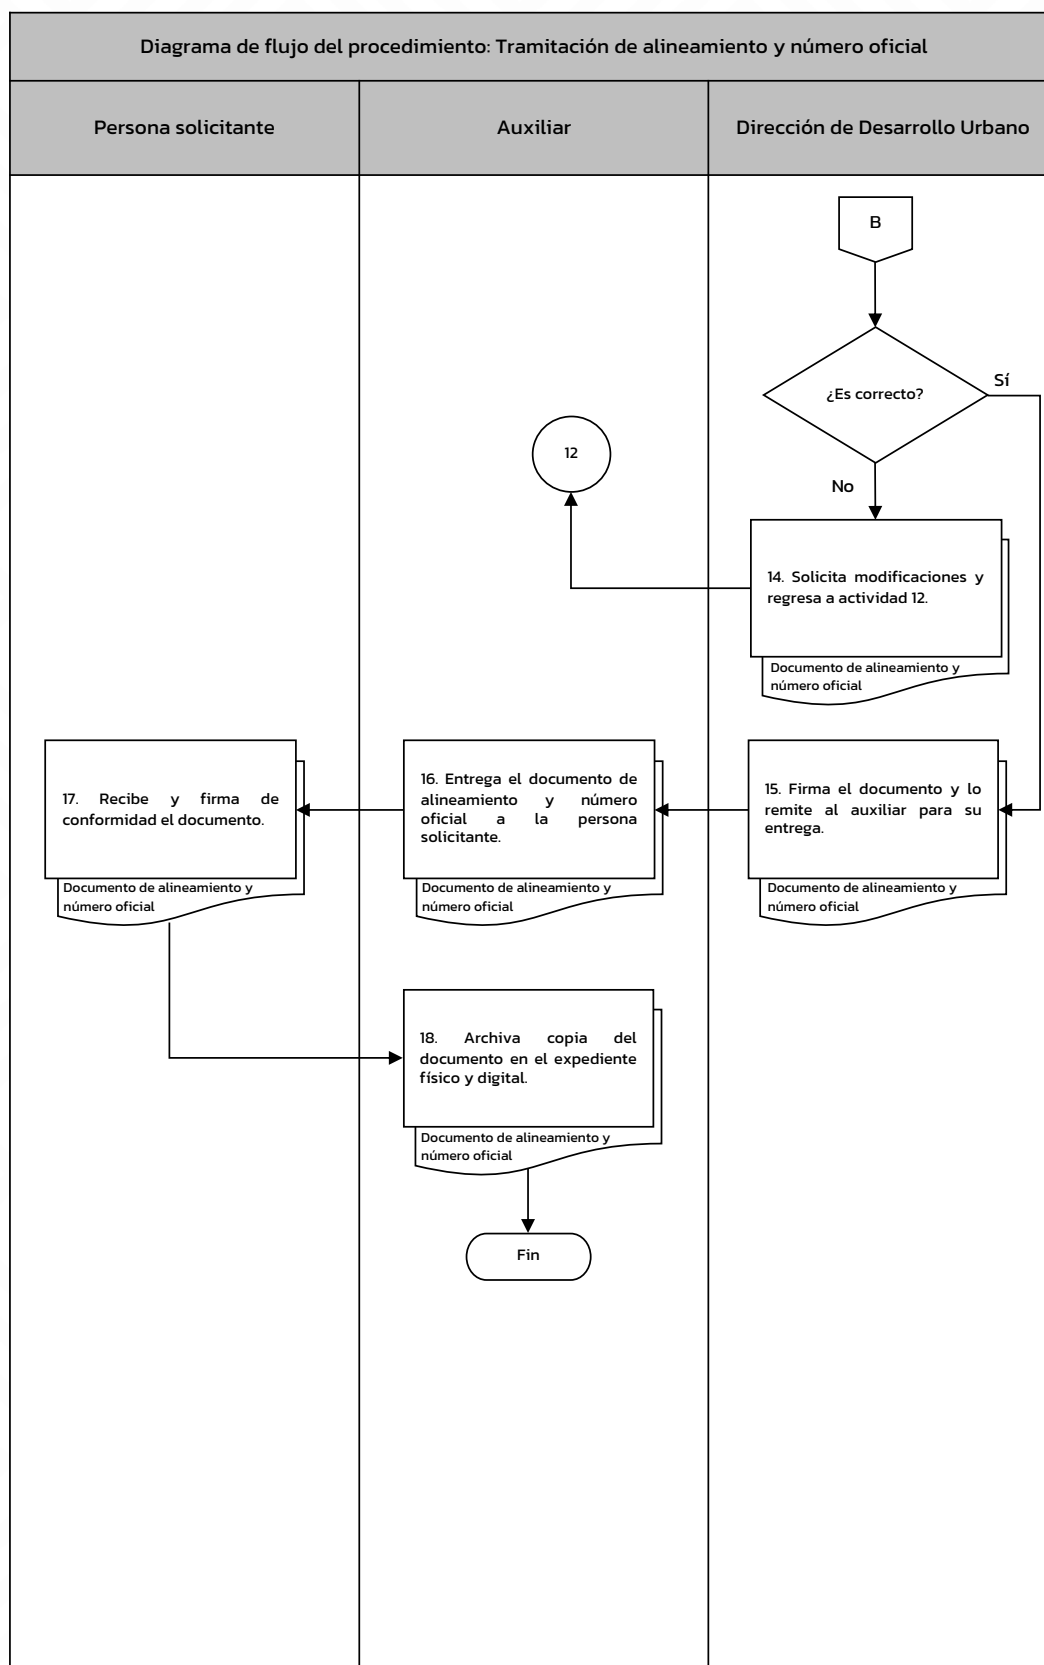 Diagrama de flujo del procedimiento: Tramitación de alineamiento y número oficial
Persona solicitante
Auxiliar
Dirección de Desarrollo Urbano
B
¿Es correcto?
Sí
No
12
14. Solicita modificaciones y
regresa a actividad 12.
Documento de alineamiento y
número oficial
15. Firma el documento y lo
remite al auxiliar para su
entrega.
Documento de alineamiento y
número oficial
16. Entrega el documento de
alineamiento y número
oficial a la persona
solicitante.
Documento de alineamiento y
número oficial
17. Recibe y firma de
conformidad el documento.
Documento de alineamiento y
número oficial
18. Archiva copia del
documento en el expediente
físico y digital.
Documento de alineamiento y
número oficial
Fin